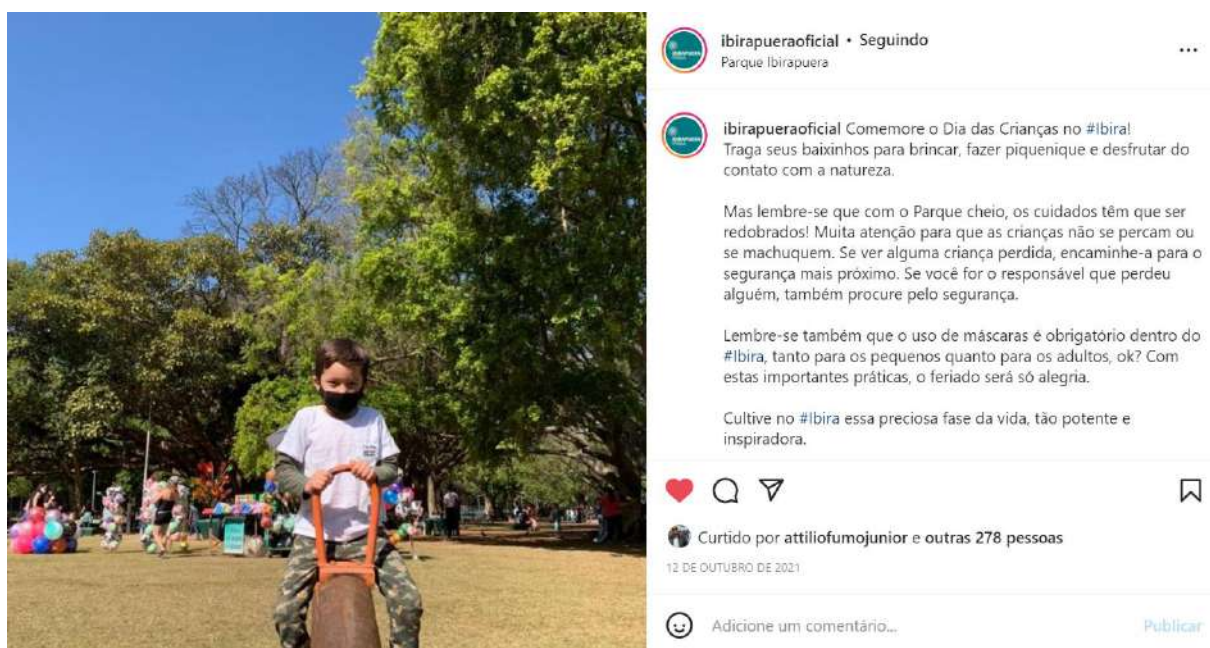 ibirapueraoficial • Seguindo
Parque Ibirapuera
ibirapueraoficial Comemore o Dia das Crianças no #Ibira!
Traga seus baixinhos para brincar, fazer piquenique e desfrutar do
contato com a natureza.
Mas lembre-se que com o Parque cheio, os cuidados têm que ser
redobrados! Muita atenção para que as crianças não se percam ou
se machuquem. Se ver alguma criança perdida, encaminhe-a para o
segurança mais próximo. Se você for o responsável que perdeu
alguém, também procure pelo segurança.
Lembre-se também que o uso de máscaras é obrigatório dentro do
#Ibira, tanto para os pequenos quanto para os adultos, ok? Com
estas importantes práticas, o feriado será só alegria.
Cultive no #Ibira essa preciosa fase da vida, tão potente e
inspiradora.
Curtido por attiliofumojunior e outras 278 pessoas
12 DE OUTUBRO DE 2021
Adicione um comentário...
Publicar